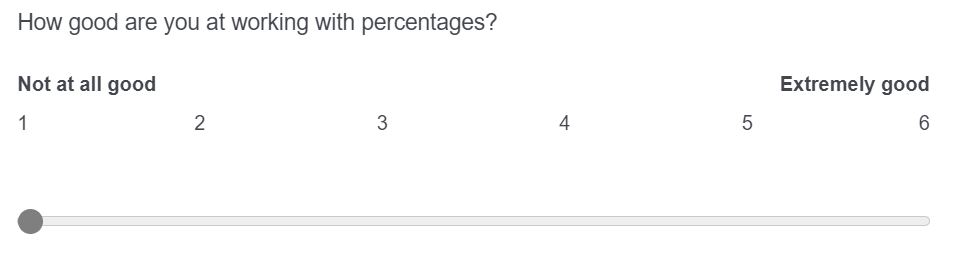 How good are you at working with percentages?
Not at all good Extremely good
1 2 3 4 5 6